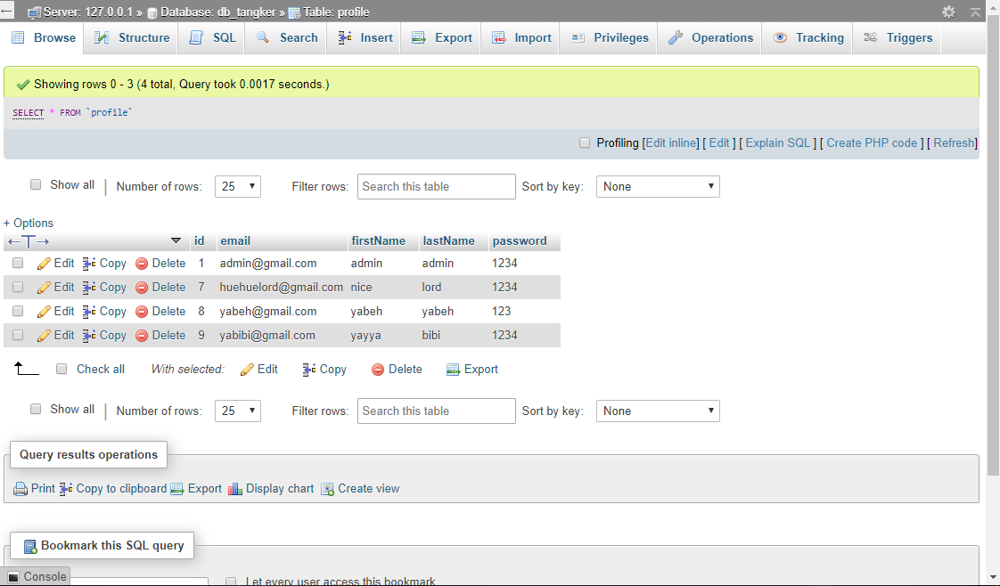 Server: 127.0.0.1 » Database: db_tangker » Table: profile
Browse Structure SQL Search Insert Export Import Privileges Operations Tracking Triggers
Showing rows 0 - 3 (4 total, Query took 0.0017 seconds.)
SELECT * FROM `profile`
Profiling [Edit inline] [ Edit ] [ Explain SQL ] [ Create PHP code ] [ Refresh]
Show all | Number of rows: 25 Filter rows: Search this table Sort by key: None
+ Options
←T→ id email firstName lastName password
Edit Copy Delete 1 admin@gmail.com admin admin 1234
Edit Copy Delete 7 huehuelord@gmail.com nice lord 1234
Edit Copy Delete 8 yabeh@gmail.com yabeh yabeh 123
Edit Copy Delete 9 yabibi@gmail.com yayya bibi 1234
Check all With selected: Edit Copy Delete Export
Show all | Number of rows: 25 Filter rows: Search this table Sort by key: None
Query results operations
Print Copy to clipboard Export Display chart Create view
Bookmark this SQL query
Console
Let every user access this bookmark